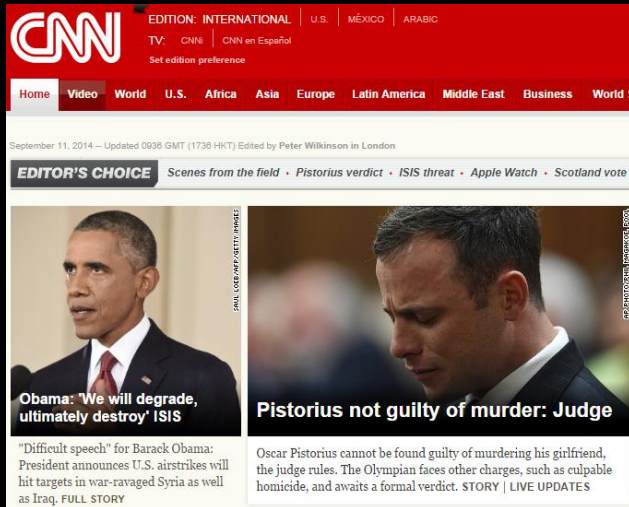 CNN
EDITION: INTERNATIONAL U.S. MÉXICO ARABIC
TV: CNNi CNN en Español
Set edition preference
Home Video World U.S. Africa Asia Europe Latin America Middle East Business World
September 11, 2014 -- Updated 0936 GMT (1736 HKT) Edited by Peter Wilkinson in London
EDITOR'S CHOICE Scenes from the field • Pistorius verdict • ISIS threat • Apple Watch • Scotland vote
SAUL LOEB/AFP/GETTY IMAGES
Obama: 'We will degrade,
ultimately destroy' ISIS
"Difficult speech" for Barack Obama:
President announces U.S. airstrikes will
hit targets in war-ravaged Syria as well
as Iraq. FULL STORY
AP PHOTO/PHIL MAGAKOE, POOL
Pistorius not guilty of murder: Judge
Oscar Pistorius cannot be found guilty of murdering his girlfriend,
the judge rules. The Olympian faces other charges, such as culpable
homicide, and awaits a formal verdict. STORY | LIVE UPDATES